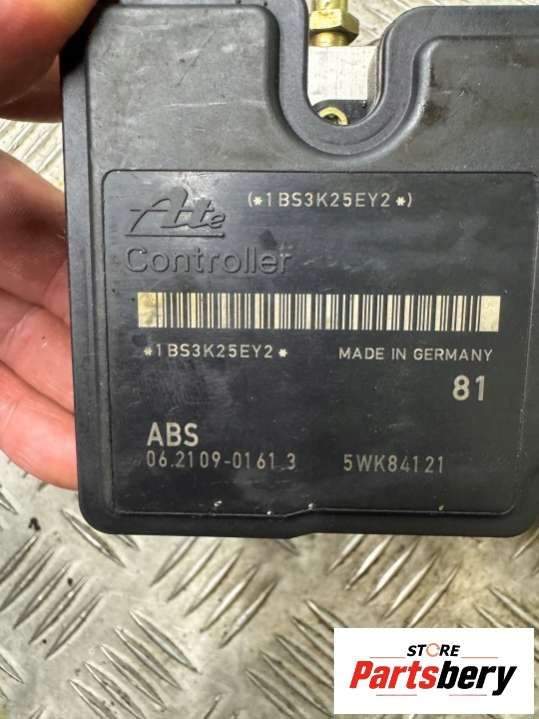 (*1BS3K25EY2*)
Ate
Controller
*1BS3K25EY2* MADE IN GERMANY
81
ABS
06.2109-0161.3 5WK84121
STORE
Partsbery